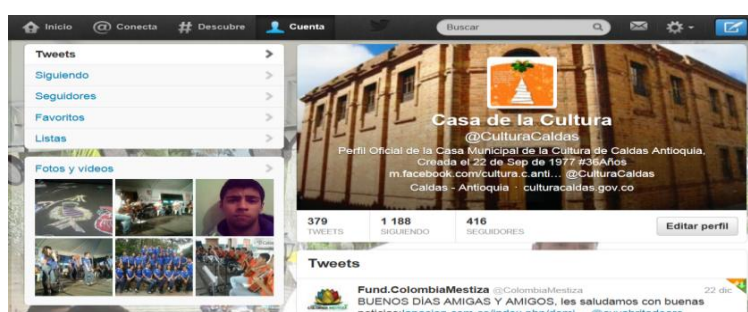 Inicio Conecta Descubre Cuenta Buscar
Tweets
Siguiendo
Seguidores
Favoritos
Listas
Fotos y videos
Casa de la Cultura
@CulturaCaldas
Perfil Oficial de la Casa Municipal de la Cultura de Caldas Antioquia,
Creada el 22 de Sep de 1977 #36Años
m.facebook.com/cultura.c.anti... @CulturaCaldas
Caldas - Antioquia · culturacaldas.gov.co
379 1 188 416
TWEETS SIGUIENDO SEGUIDORES
Editar perfil
Tweets
Fund.ColombiaMestiza @ColombiaMestiza 22 dic
BUENOS DÍAS AMIGAS Y AMIGOS, les saludamos con buenas